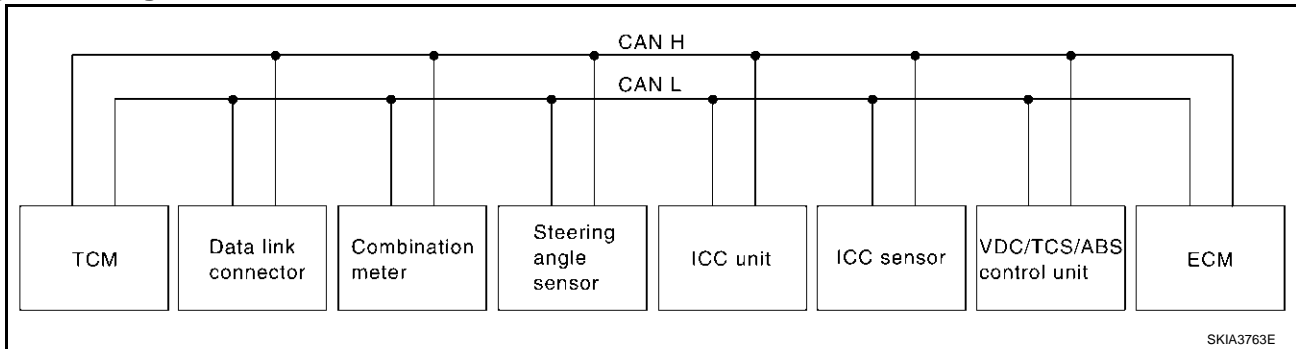 CAN H
CAN L
TCM
Data link
connector
Combination
meter
Steering
angle
sensor
ICC unit
ICC sensor
VDC/TCS/ABS
control unit
ECM
SKIA3763E